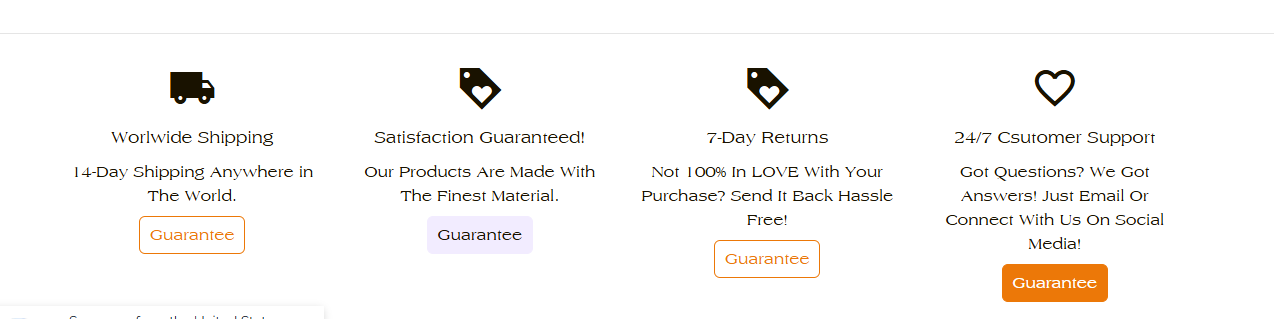 Worlwide Shipping
14-Day Shipping Anywhere in
The World.
Guarantee
Satisfaction Guaranteed!
Our Products Are Made With
The Finest Material.
Guarantee
7-Day Returns
Not 100% In LOVE With Your
Purchase? Send It Back Hassle
Free!
Guarantee
24/7 Csutomer Support
Got Questions? We Got
Answers! Just Email Or
Connect With Us On Social
Media!
Guarantee